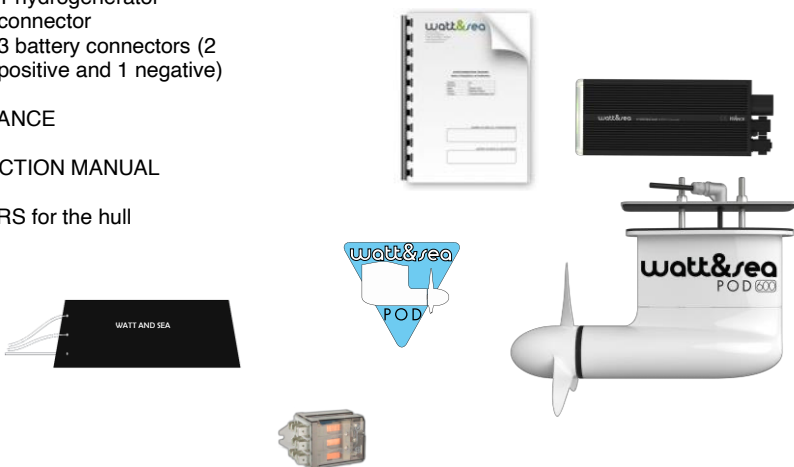 1 hydrogenerator
connector
3 battery connectors (2
positive and 1 negative)
ANCE
CTION MANUAL
RS for the hull
watt&sea
watt&sea
watt&sea
POD 600
watt&sea
POD
WATT AND SEA